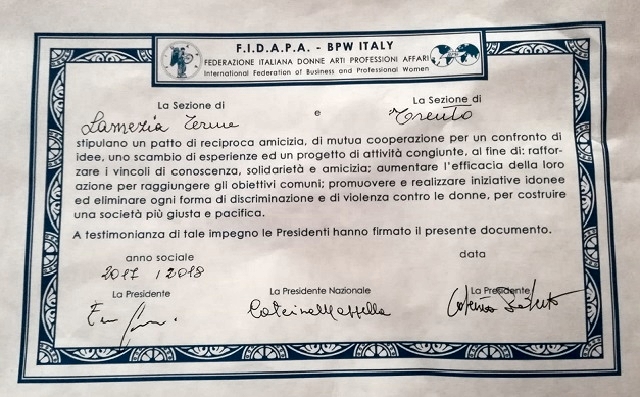 F.I.D.A.P.A. - BPW ITALY
FEDERAZIONE ITALIANA DONNE ARTI PROFESSIONI AFFARI
International Federation of Business and Professional Women
La Sezione di
e
La Sezione di
Lamezia Terme
Trento
stipulano un patto di reciproca amicizia, di mutua cooperazione per un confronto di
idee, uno scambio di esperienze ed un progetto di attività congiunte, al fine di: raffor-
zare i vincoli di conoscenza, solidarietà e amicizia; aumentare l'efficacia della loro
azione per raggiungere gli obiettivi comuni; promuovere e realizzare iniziative idonee
ed eliminare ogni forma di discriminazione e di violenza contro le donne, per costruire
una società più giusta e pacifica.
A testimonianza di tale impegno le Presidenti hanno firmato il presente documento.
anno sociale
data
2017 / 2018
La Presidente
La Presidente Nazionale
La Presidente
Caterina Mazzella